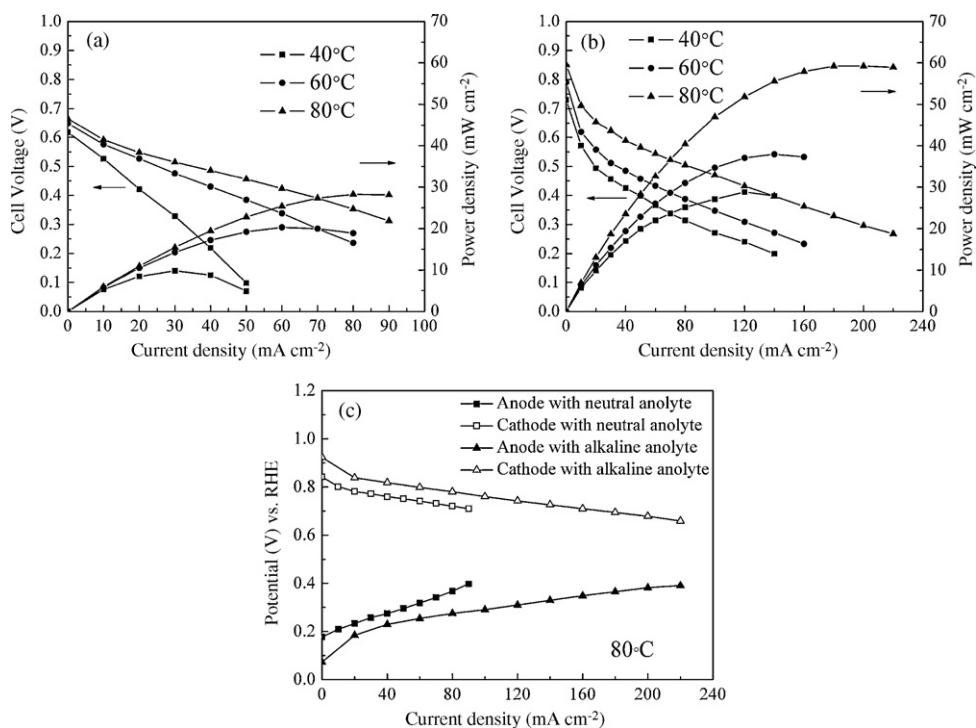 (a)
40°C
60°C
80°C
Cell Voltage (V)
1.0
0.9
0.8
0.7
0.6
0.5
0.4
0.3
0.2
0.1
0.0
0 10 20 30 40 50 60 70 80 90 100
Current density (mA cm-2)
70
60
50
40
30
20
10
0
Power density (mW cm-2)
(b)
40°C
60°C
80°C
Cell Voltage (V)
1.0
0.9
0.8
0.7
0.6
0.5
0.4
0.3
0.2
0.1
0.0
0 40 80 120 160 200 240
Current density (mA cm-2)
70
60
50
40
30
20
10
0
Power density (mW cm-2)
(c)
Anode with neutral anolyte
Cathode with neutral anolyte
Anode with alkaline anolyte
Cathode with alkaline anolyte
Potential (V) vs. RHE
1.2
1.0
0.8
0.6
0.4
0.2
0.0
80°C
0 40 80 120 160 200 240
Current density (mA cm-2)